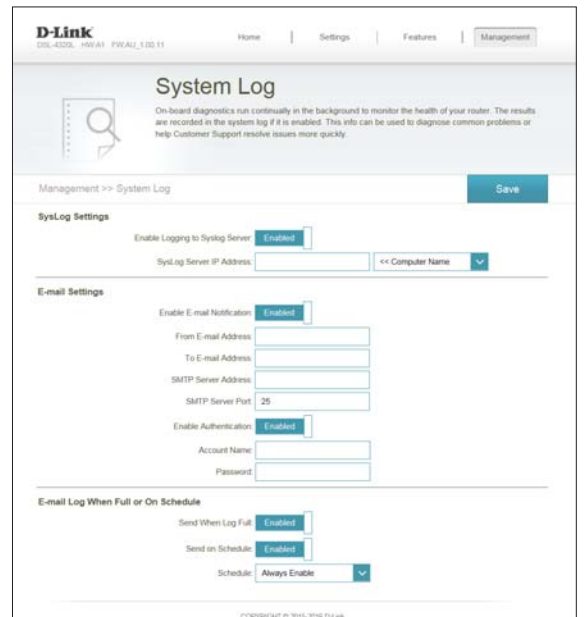 D-Link
DSL-4320L HW:A1 FW:AU_1.00.11
Home | Settings | Features | Management
System Log
On-board diagnostics run continually in the background to monitor the health of your router. The results
are recorded in the system log if it is enabled. This info can be used to diagnose common problems or
help Customer Support resolve issues more quickly.
Management >> System Log
Save
SysLog Settings
Enable Logging to Syslog Server: Enabled
SysLog Server IP Address: << Computer Name
E-mail Settings
Enable E-mail Notification: Enabled
From E-mail Address:
To E-mail Address:
SMTP Server Address:
SMTP Server Port: 25
Enable Authentication: Enabled
Account Name:
Password:
E-mail Log When Full or On Schedule
Send When Log Full: Enabled
Send on Schedule: Enabled
Schedule: Always Enable
COPYRIGHT © D-Link